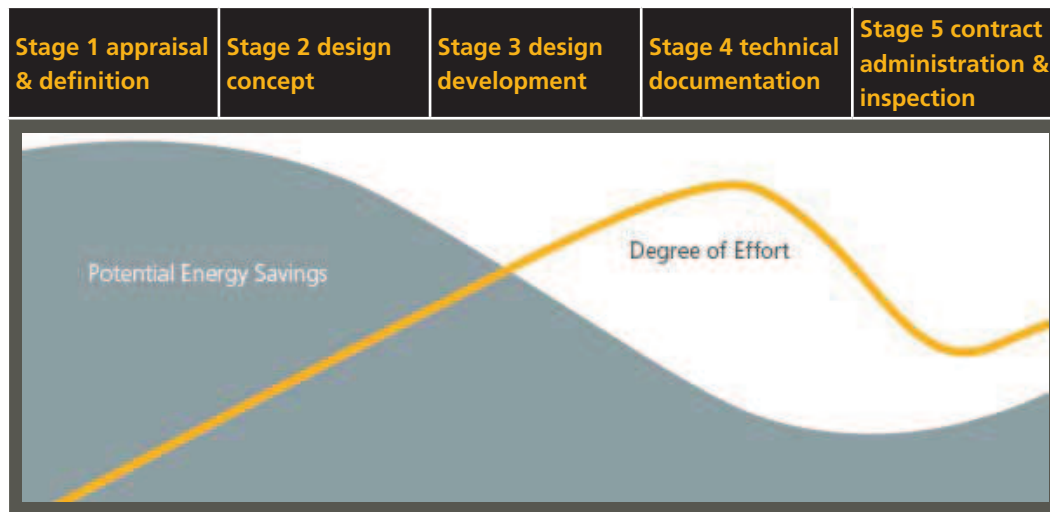 Stage 1 appraisal
& definition
Stage 2 design
concept
Stage 3 design
development
Stage 4 technical
documentation
Stage 5 contract
administration &
inspection
Potential Energy Savings
Degree of Effort